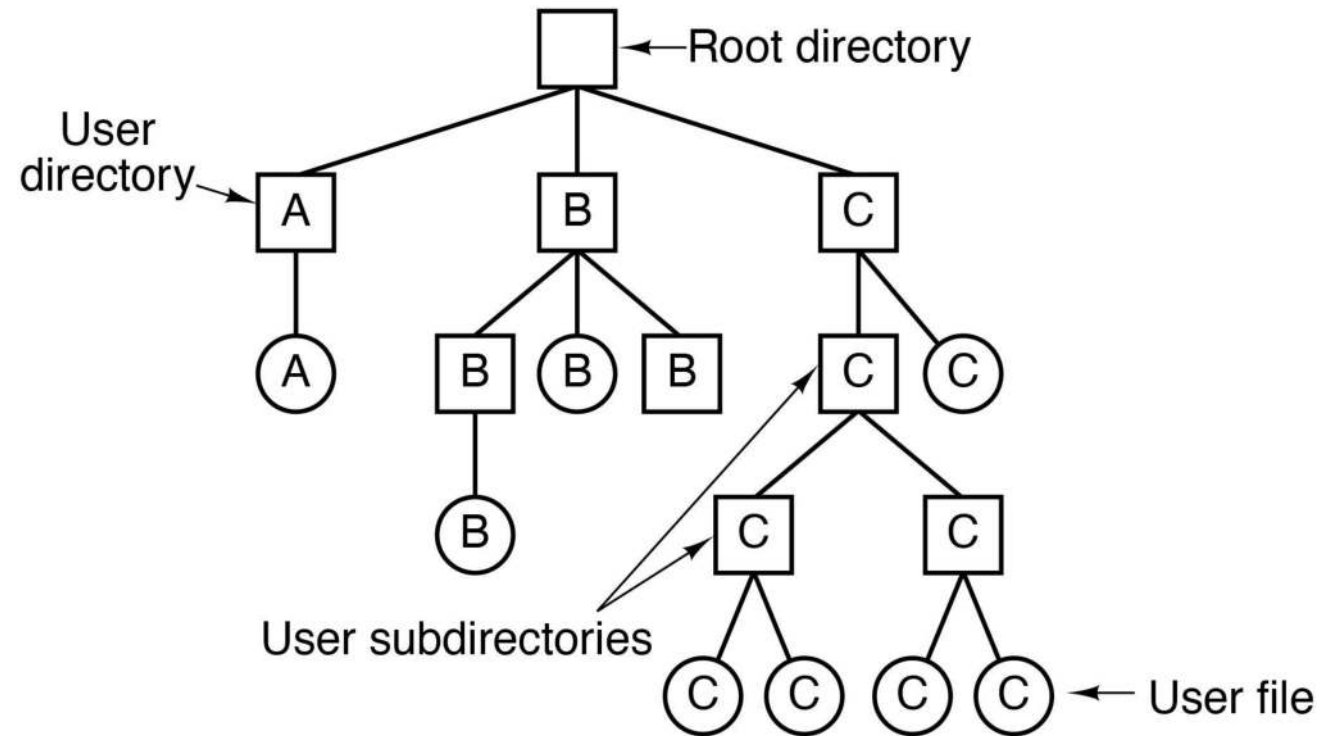 Root directory
User
directory
A
B
C
A
B
B
B
C
C
B
C
C
User subdirectories
C
C
C
C
User file